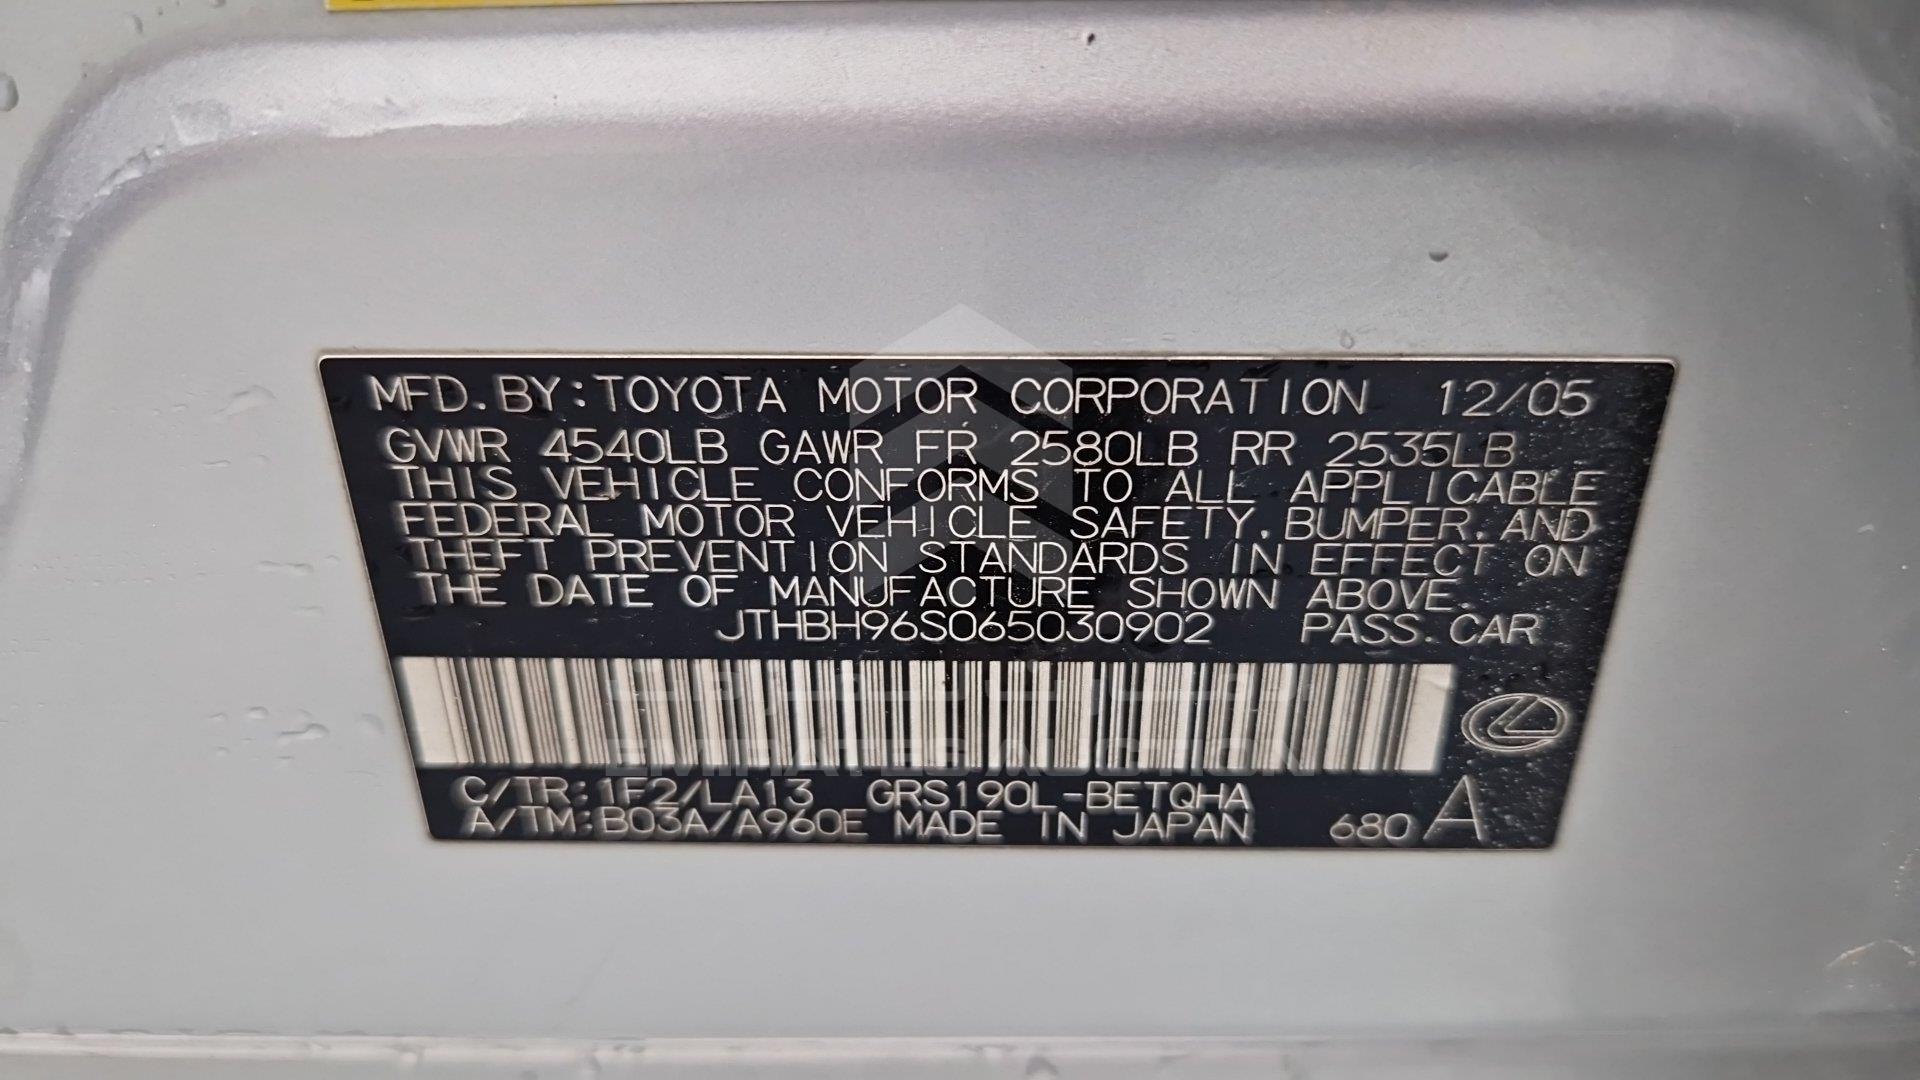 MFD. BY: TOYOTA MOTOR CORPORATION 12/05
GVWR 4540LB GAWR FR 2580LB RR 2535LB
THIS VEHICLE CONFORMS TO ALL APPLICABLE
FEDERAL MOTOR VEHICLE SAFETY, BUMPER, AND
THEFT PREVENTION STANDARDS IN EFFECT ON
THE DATE OF MANUFACTURE SHOWN ABOVE.
JTHBH96S065030902 PASS. CAR
EMIRATES AUCTION
C/TR: 1F2/LA13 GRS190L-BETQHA
A/TM: B03A/A960E MADE IN JAPAN 680 A